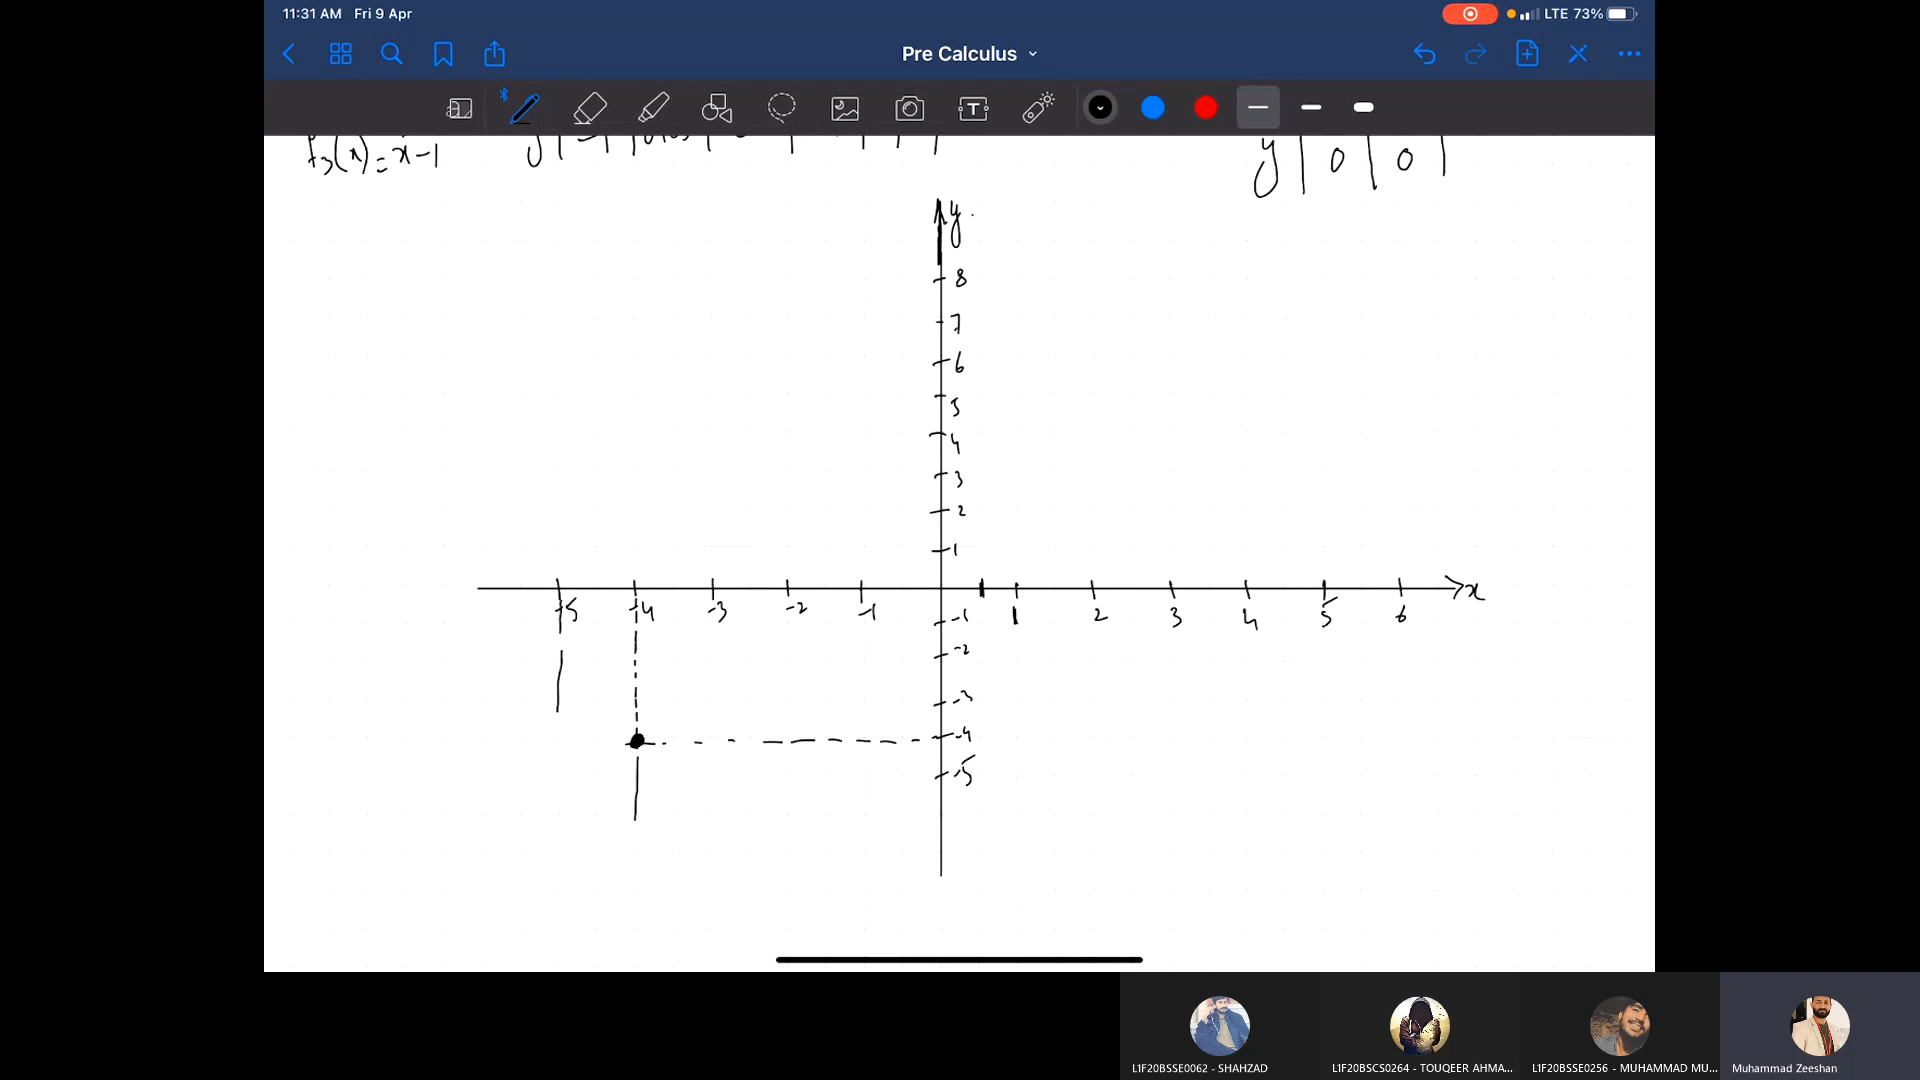 11:31 AM Fri 9 Apr
LTE 73%
Pre Calculus
T
f₃(x) = x-1
y | 0 | 0 |
y
8
7
6
5
4
3
2
1
-5 -4 -3 -2 -1 1 2 3 4 5 6 x
-1
-2
-3
-4
-5
L1F20BSSE0062 - SHAHZAD
L1F20BSCS0264 - TOUQEER AHMA...
L1F20BSSE0256 - MUHAMMAD MU...
Muhammad Zeeshan